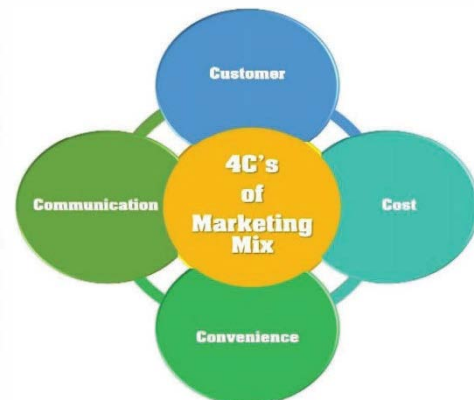 Customer
4C's
of
Marketing
Mix
Communication
Cost
Convenience